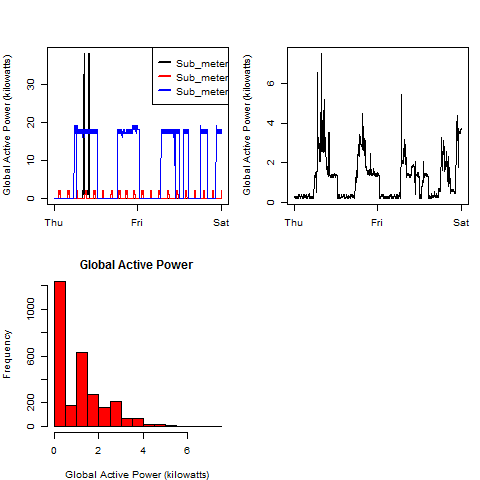 Global Active Power (kilowatts)
0
10
20
30
Thu
Fri
Sat
Sub_meter
Sub_meter
Sub_meter
Global Active Power (kilowatts)
0
2
4
6
Thu
Fri
Sat
Global Active Power
Frequency
0
200
600
1000
0
2
4
6
Global Active Power (kilowatts)